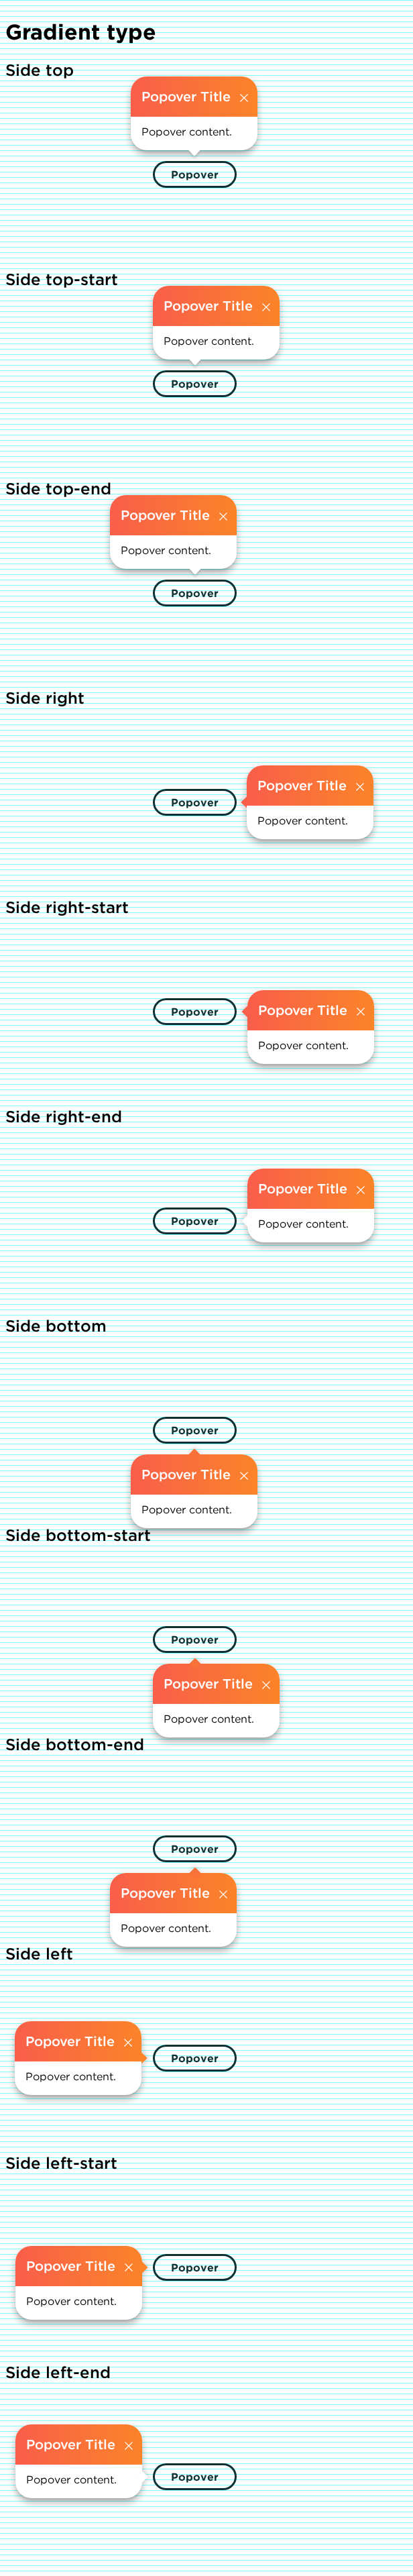 Gradient type
Side top
Popover Title
Popover content.
Popover
Side top-start
Popover Title
Popover content.
Popover
Side top-end
Popover Title
Popover content.
Popover
Side right
Popover Title
Popover
Popover content.
Side right-start
Popover Title
Popover
Popover content.
Side right-end
Popover Title
Popover
Popover content.
Side bottom
Popover
Popover Title
Popover content.
Side bottom-start
Popover
Popover Title
Popover content.
Side bottom-end
Popover
Popover Title
Popover content.
Side left
Popover Title
Popover
Popover content.
Side left-start
Popover Title
Popover
Popover content.
Side left-end
Popover Title
Popover
Popover content.